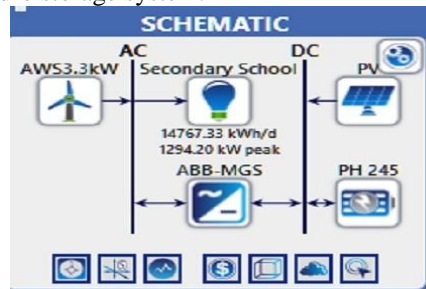 SCHEMATIC
AC DC
AWS3.3kW Secondary School PV
14767.33 kWh/d
1294.20 kW peak
ABB-MGS PH 245